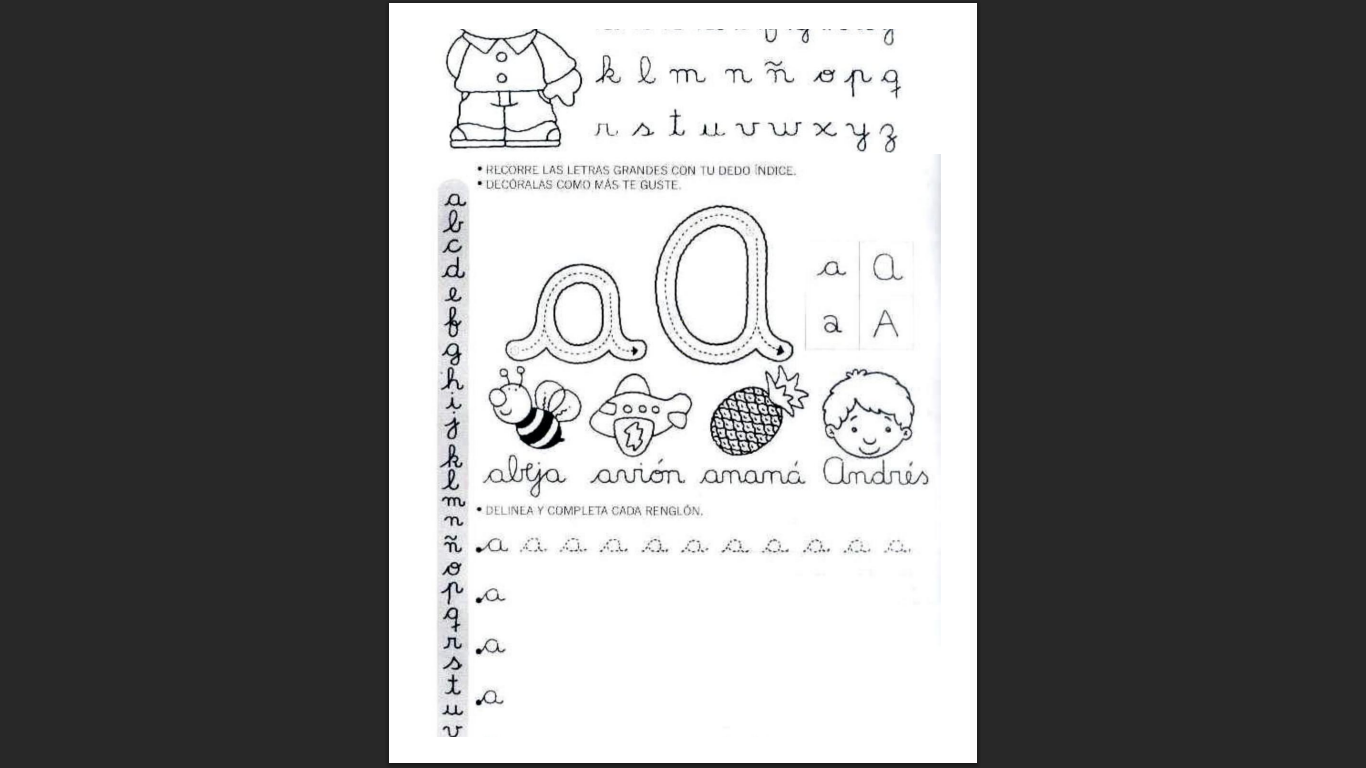 k l m n ñ o p q
r s t u v w x y z
• RECORRE LAS LETRAS GRANDES CON TU DEDO ÍNDICE.
• DECÓRALAS COMO MÁS TE GUSTE.
a
b
c
d
e
f
g
h
i
j
k
l
m
n
ñ
o
p
q
r
s
t
u
v
a a
a A
a A
abeja avión ananá Andrés
• DELINEA Y COMPLETA CADA RENGLÓN.
a a a a a a a a a a a
a
a
a